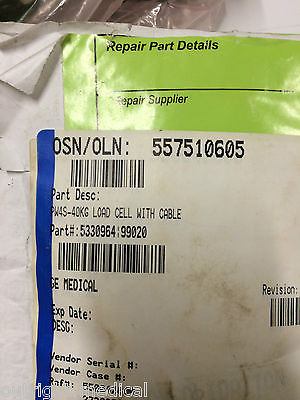 Repair Part Details
Repair Supplier
OSN/OLN: 557510605
Part Desc:
PW4S-40KG LOAD CELL WITH CABLE
Part#:5330964:99020
GE MEDICAL
Revision:
Exp Date:
DESC:
Vendor Serial #:
Vendor Case #:
outright_medical